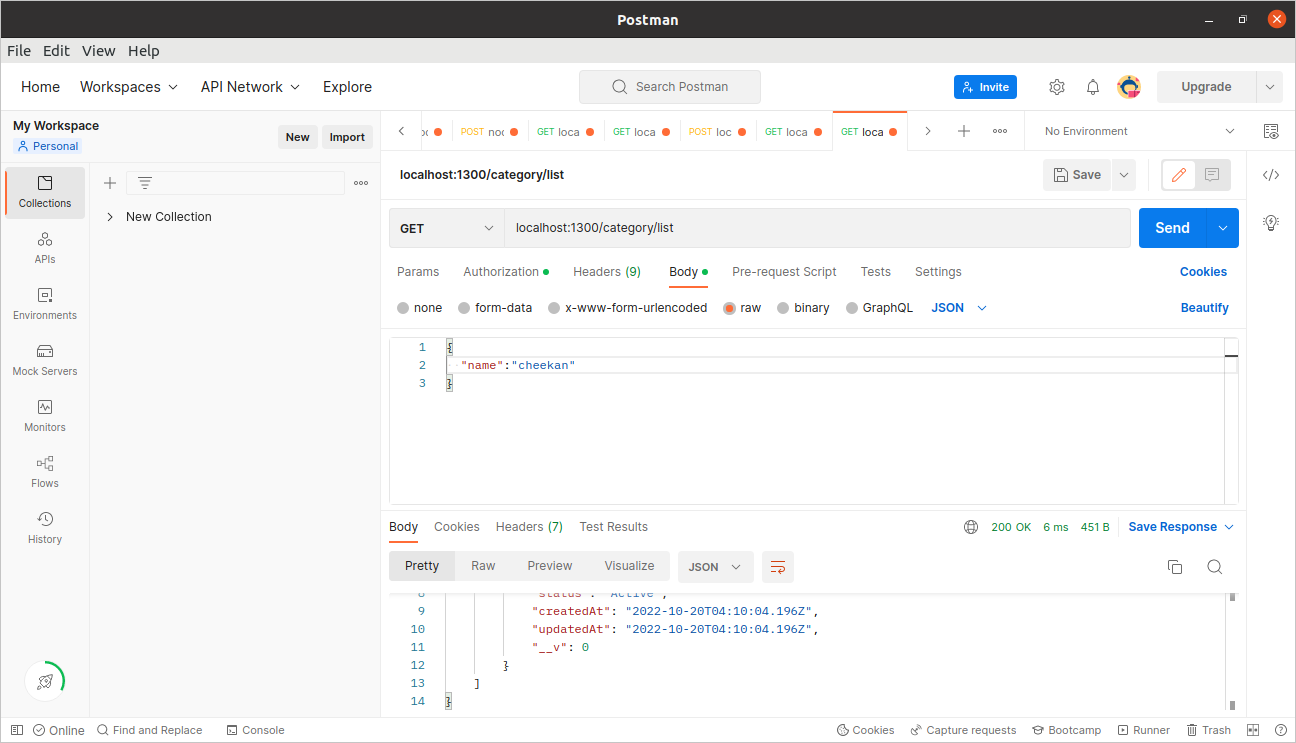 Postman
File Edit View Help
Home Workspaces API Network Explore Search Postman Invite Upgrade
My Workspace
Personal
New Import
POST GET loca GET loca POST loc GET loca GET loca No Environment
localhost:1300/category/list Save
Collections
APIs
Environments
Mock Servers
Monitors
Flows
History
New Collection
GET localhost:1300/category/list Send
Params Authorization Headers (9) Body Pre-request Script Tests Settings Cookies
none form-data x-www-form-urlencoded raw binary GraphQL JSON Beautify
1 {
2 "name":"cheekan"
3 }
Body Cookies Headers (7) Test Results 200 OK 6 ms 451 B Save Response
Pretty Raw Preview Visualize JSON
8 "status": "Active",
9 "createdAt": "2022-10-20T04:10:04.196Z",
10 "updatedAt": "2022-10-20T04:10:04.196Z",
11 "__v": 0
12 }
13 ]
14 }
Online Find and Replace Console Cookies Capture requests Bootcamp Runner Trash